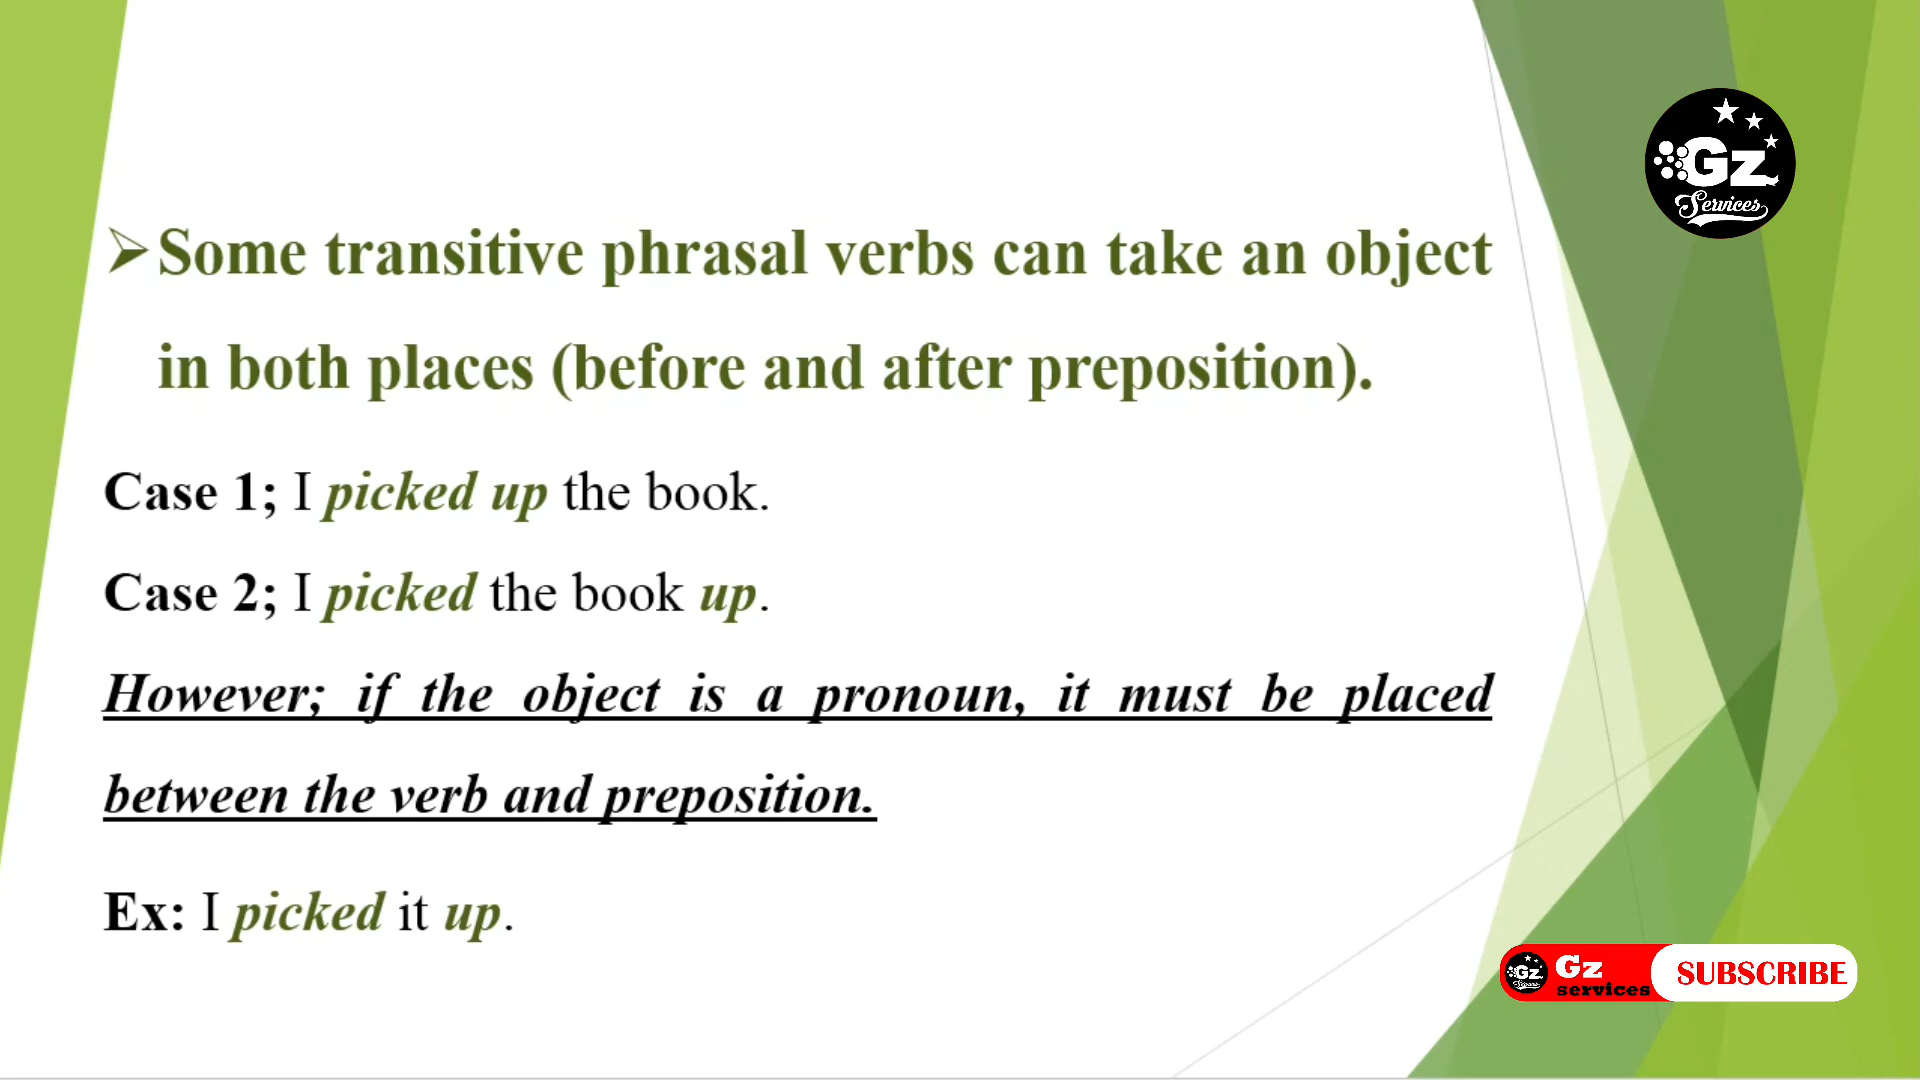 Gz
Services
➢Some transitive phrasal verbs can take an object
in both places (before and after preposition).
Case 1; I picked up the book.
Case 2; I picked the book up.
However; if the object is a pronoun, it must be placed
between the verb and preposition.
Ex: I picked it up.
Gz
services
SUBSCRIBE